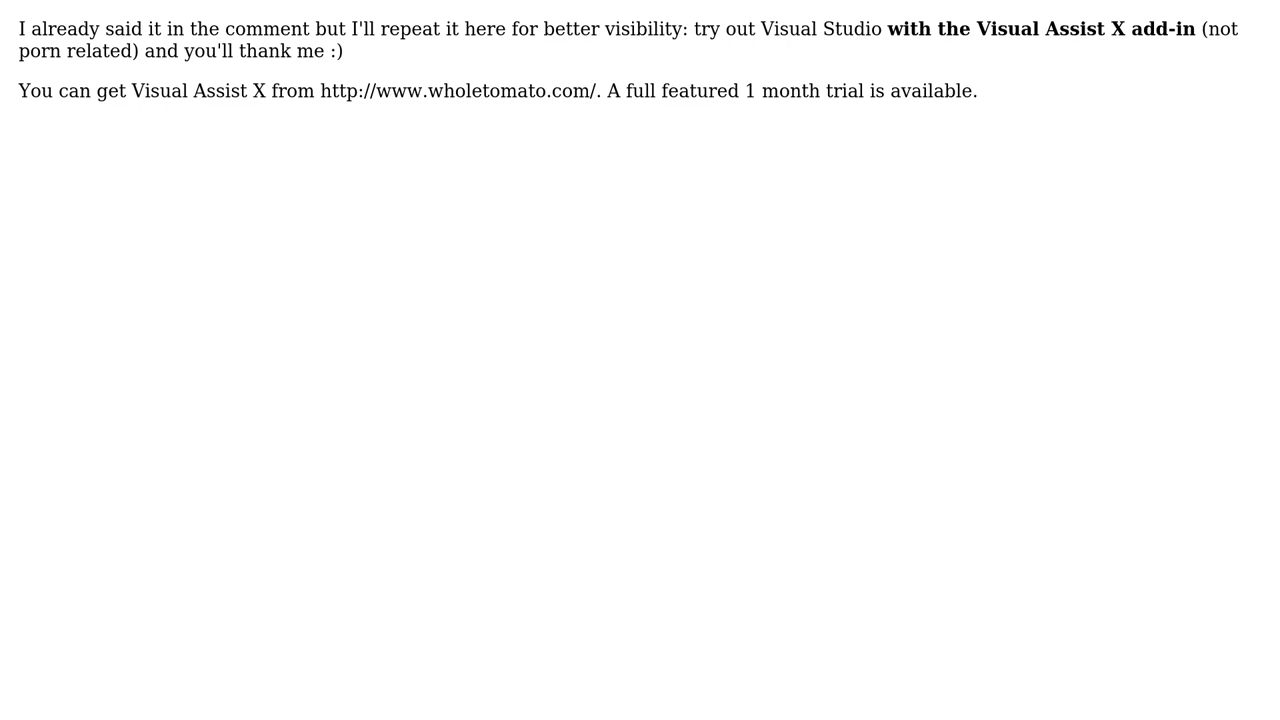 I already said it in the comment but I'll repeat it here for better visibility: try out Visual Studio with the Visual Assist X add-in (not
porn related) and you'll thank me :)
You can get Visual Assist X from http://www.wholetomato.com/. A full featured 1 month trial is available.